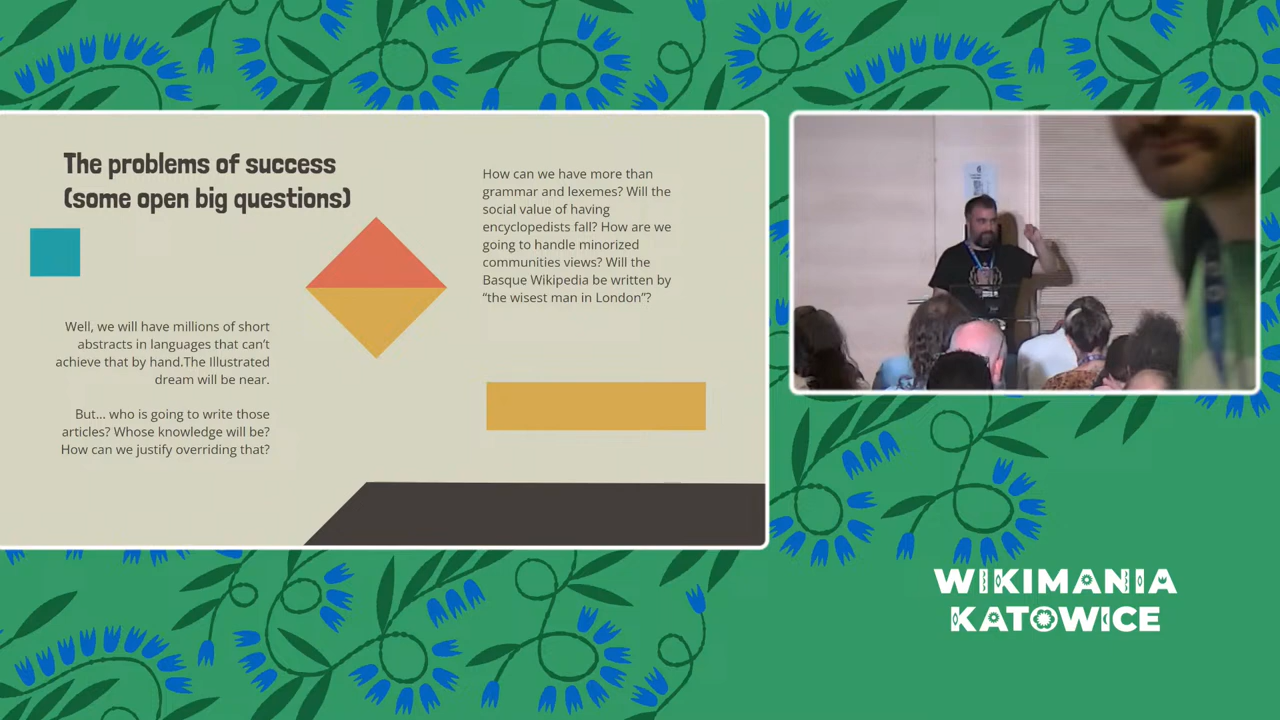 The problems of success
(some open big questions)
Well, we will have millions of short
abstracts in languages that can't
achieve that by hand.The Illustrated
dream will be near.
But... who is going to write those
articles? Whose knowledge will be?
How can we justify overriding that?
How can we have more than
grammar and lexemes? Will the
social value of having
encyclopedists fall? How are we
going to handle minorized
communities views? Will the
Basque Wikipedia be written by
“the wisest man in London”?
WIKIMANIA
KATOWICE